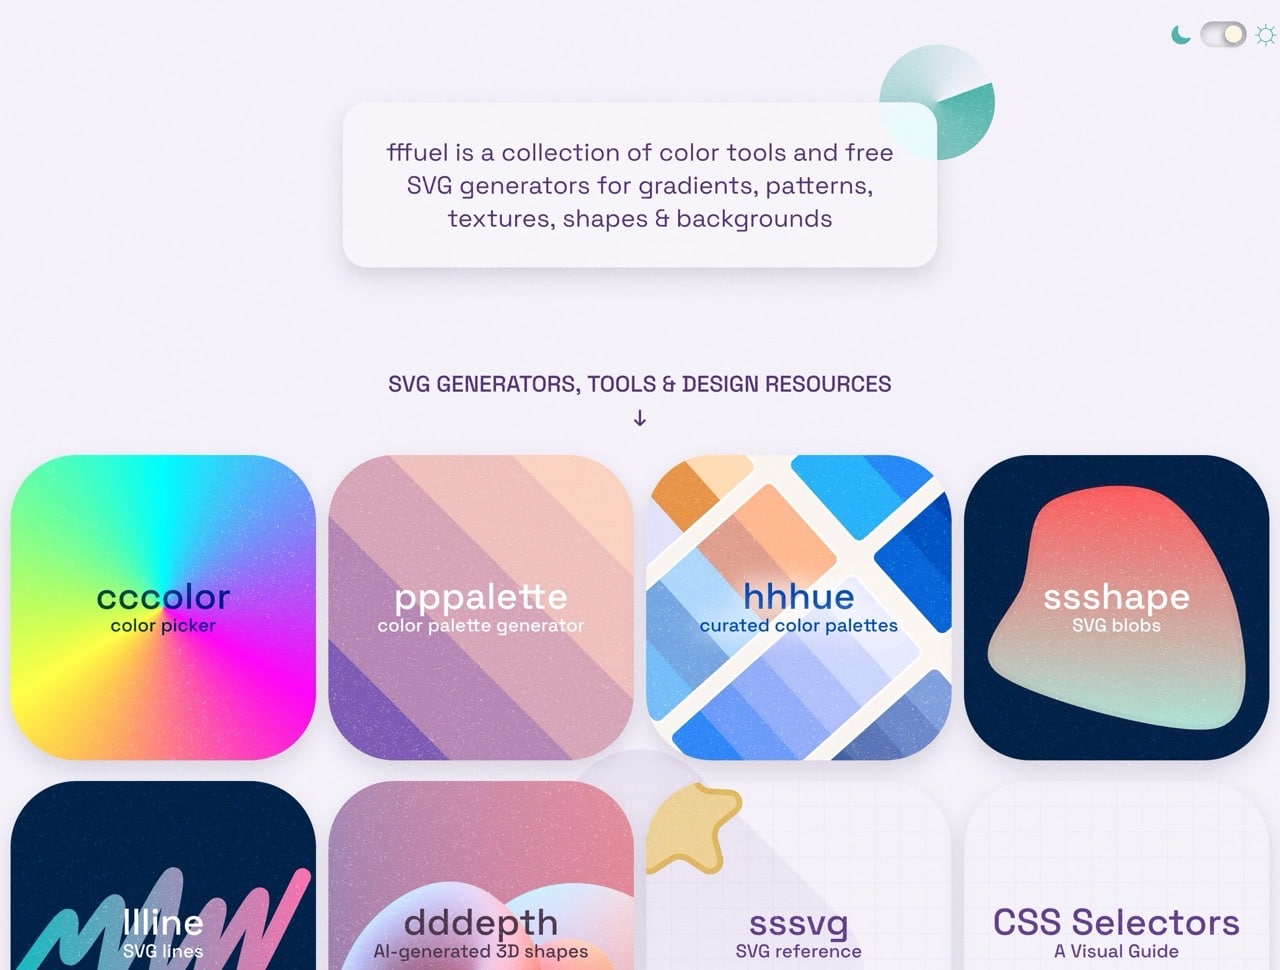 fffuel is a collection of color tools and free
SVG generators for gradients, patterns,
textures, shapes & backgrounds
SVG GENERATORS, TOOLS & DESIGN RESOURCES
↓
cccolor
color picker
pppalette
color palette generator
hhhue
curated color palettes
ssshape
SVG blobs
llline
SVG lines
dddepth
AI-generated 3D shapes
sssvg
SVG reference
CSS Selectors
A Visual Guide